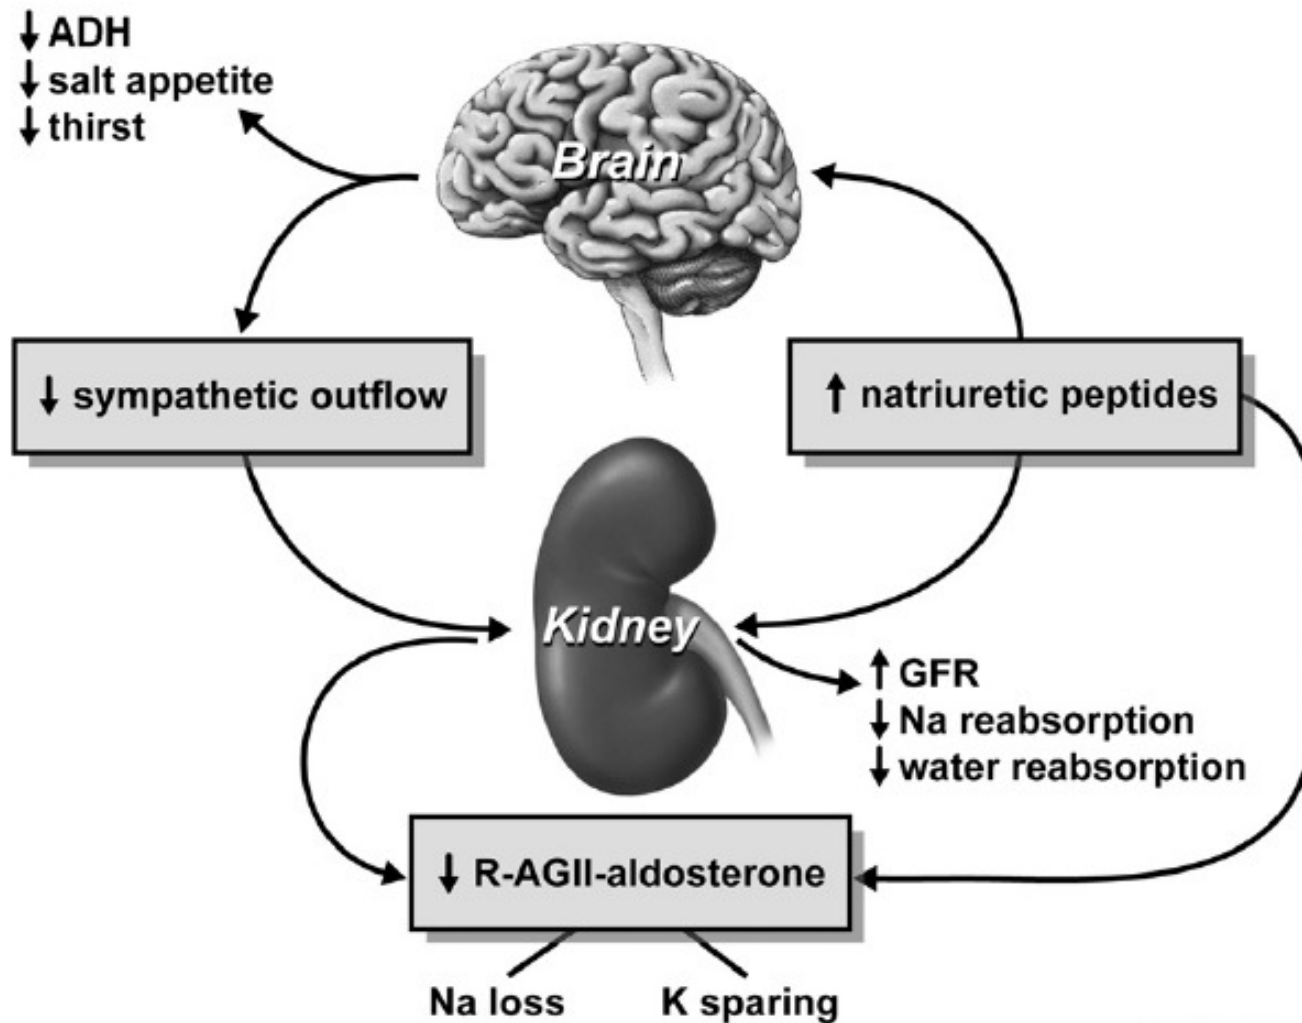 ↓ ADH
↓ salt appetite
↓ thirst
Brain
↓ sympathetic outflow
↑ natriuretic peptides
Kidney
↑ GFR
↓ Na reabsorption
↓ water reabsorption
↓ R-AGII-aldosterone
Na loss
K sparing